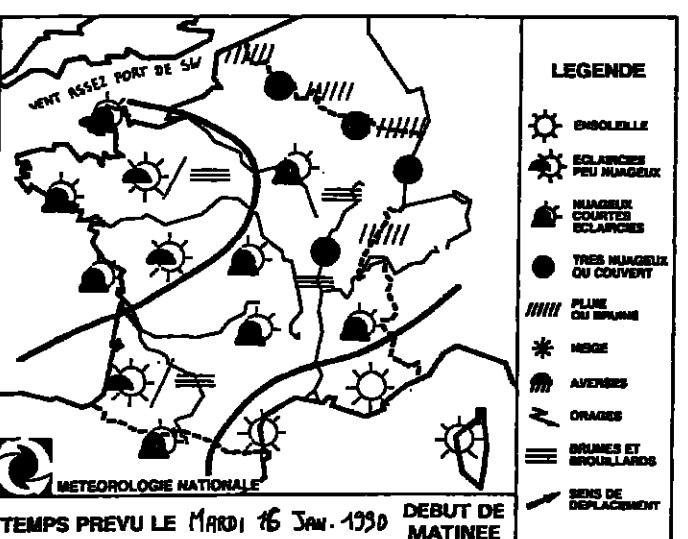 VENT ASSEZ FORT DE SW
METEOROLOGIE NATIONALE
TEMPS PREVU LE MARDI 16 JAN. 1990 DEBUT DE
MATINEE
LEGENDE
ENSOLEILLE
ECLAIRCIES
PEU NUAGEUX
NUAGEUX
COURTES
ECLAIRCIES
TRES NUAGEUX
OU COUVERT
PLUIE
OU BRUINE
NEIGE
AVERSES
ORAGES
BRUMES ET
BROUILLARDS
SENS DE
DEPLACEMENT